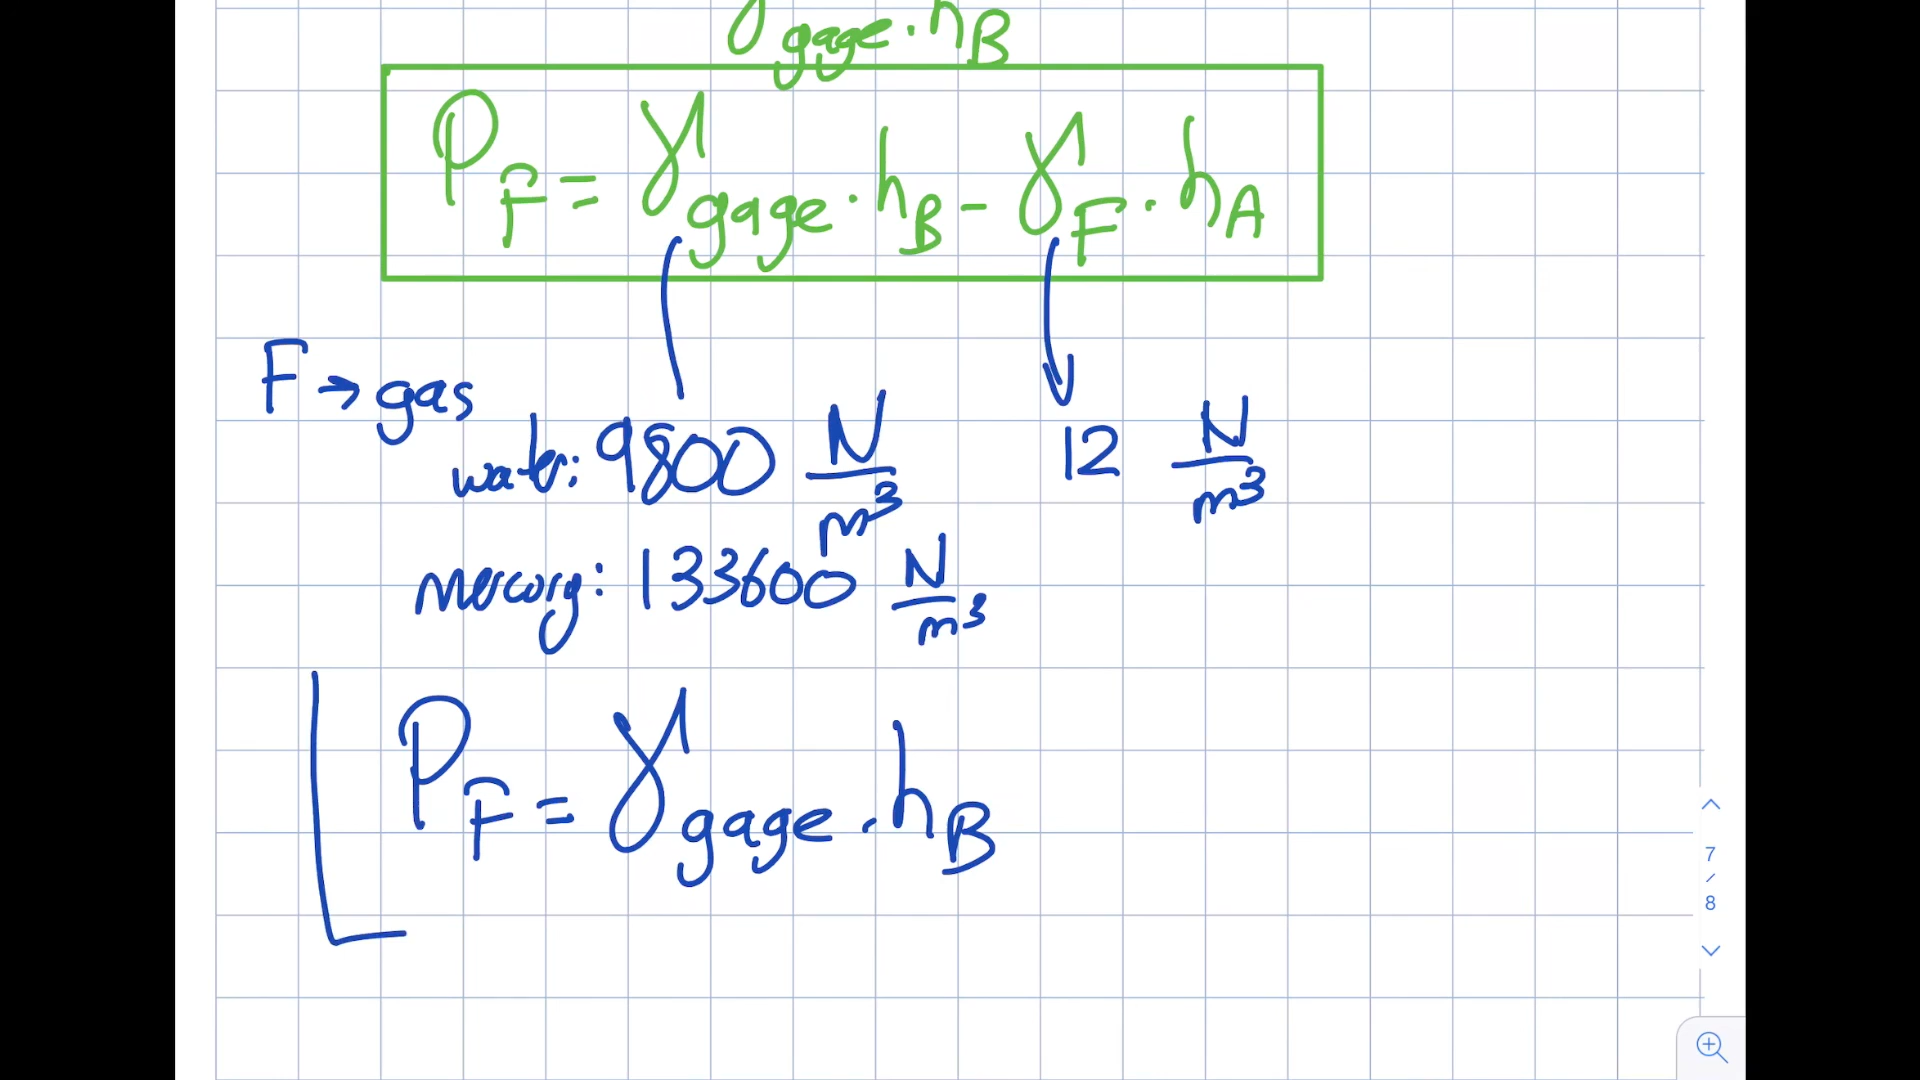 γgage · hB
PF = γgage · hB - γF · hA
F → gas
water: 9800 N/m³ 12 N/m³
mercury: 133600 N/m³
PF = γgage · hB
7
/
8